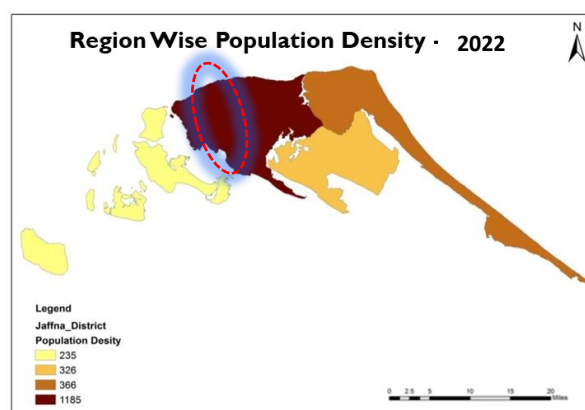 Region Wise Population Density - 2022
N
Legend
Jaffna_District
Population Desity
235
326
366
1185
0 2.5 5 10 15 20
Miles